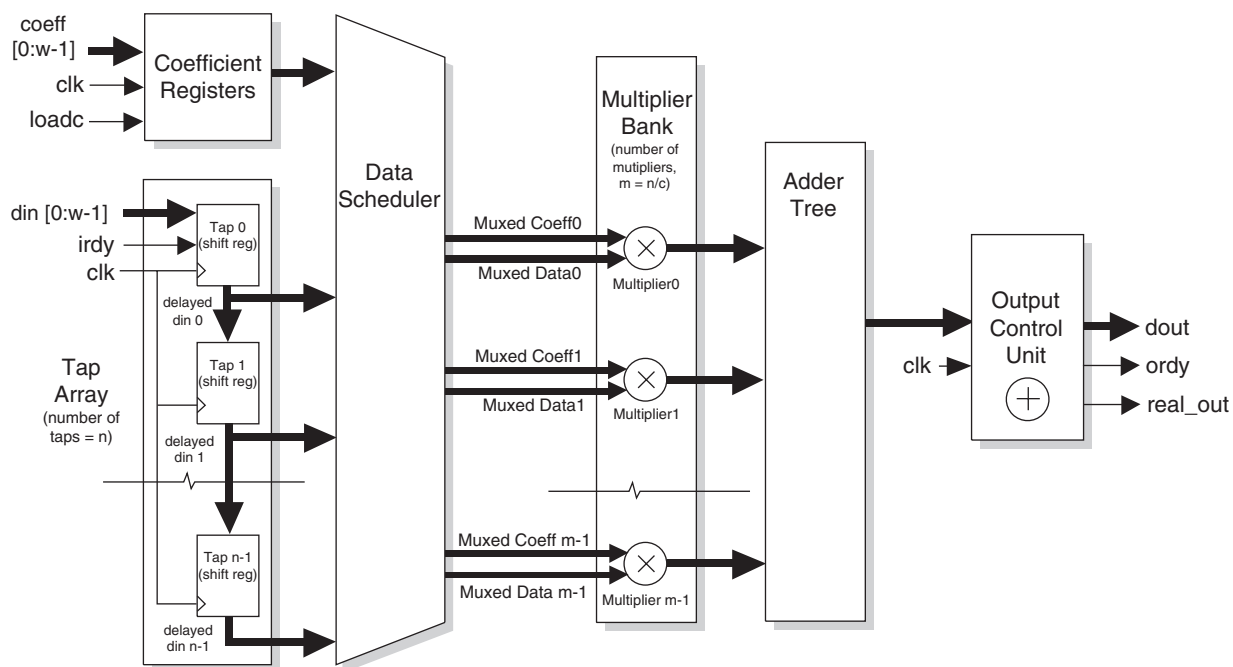 coeff
[0:w-1]
clk
loadc
Coefficient
Registers
din [0:w-1]
irdy
clk
Tap 0
(shift reg)
delayed
din 0
Tap 1
(shift reg)
delayed
din 1
Tap n-1
(shift reg)
delayed
din n-1
Tap
Array
(number of
taps = n)
Data
Scheduler
Muxed Coeff0
Muxed Data0
Muxed Coeff1
Muxed Data1
Muxed Coeff m-1
Muxed Data m-1
Multiplier
Bank
(number of
mutipliers,
m = n/c)
Multiplier0
Multiplier1
Multiplier m-1
Adder
Tree
clk
Output
Control
Unit
dout
ordy
real_out